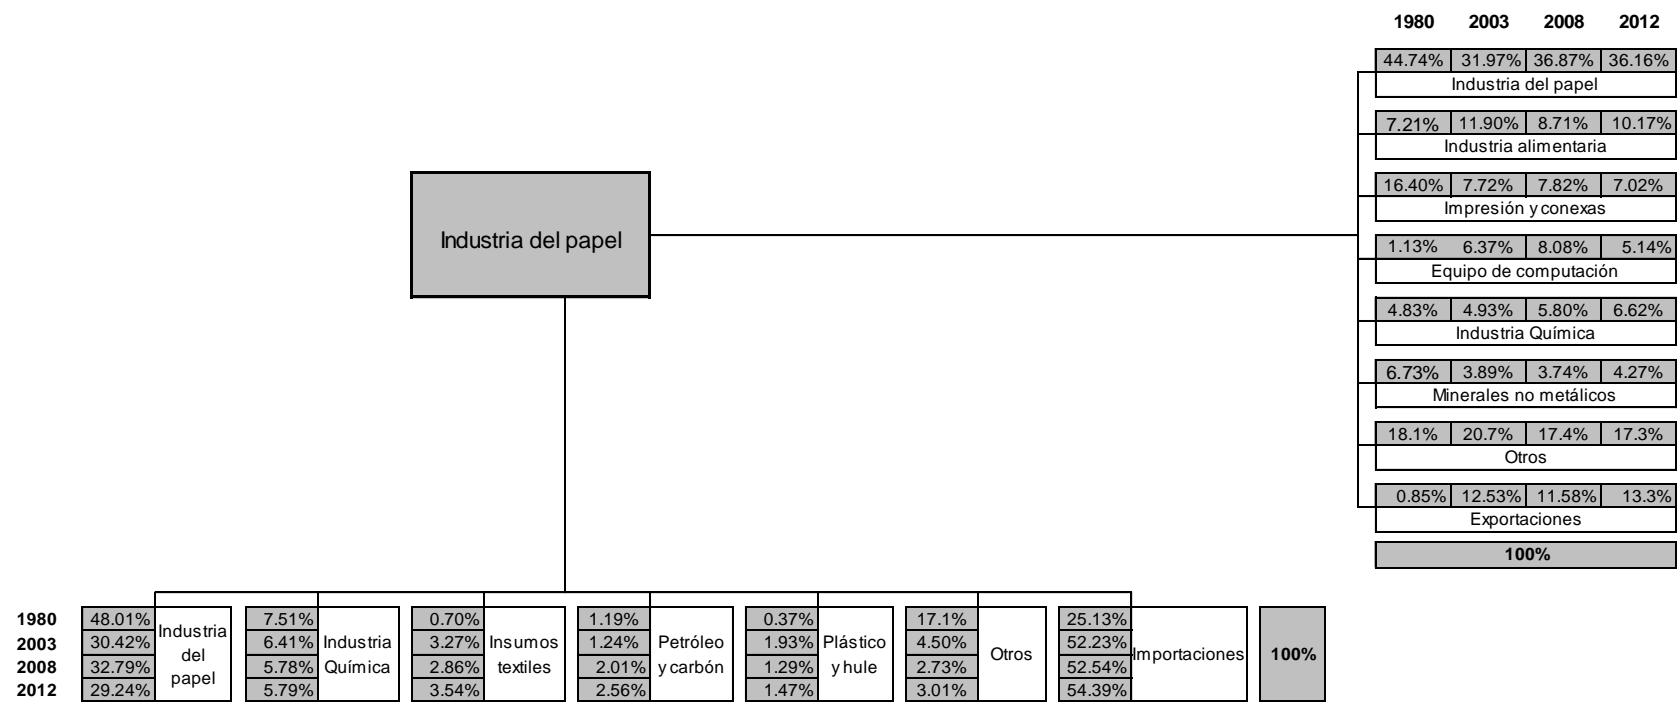 1980 2003 2008 2012
44.74% 31.97% 36.87% 36.16%
Industria del papel
7.21% 11.90% 8.71% 10.17%
Industria alimentaria
16.40% 7.72% 7.82% 7.02%
Impresión y conexas
1.13% 6.37% 8.08% 5.14%
Equipo de computación
4.83% 4.93% 5.80% 6.62%
Industria Química
6.73% 3.89% 3.74% 4.27%
Minerales no metálicos
18.1% 20.7% 17.4% 17.3%
Otros
0.85% 12.53% 11.58% 13.3%
Exportaciones
100%
Industria del papel
1980 48.01% 7.51% 0.70% 1.19% 0.37% 17.1% 25.13%
2003 30.42% 6.41% 3.27% 1.24% 1.93% 4.50% 52.23%
2008 32.79% 5.78% 2.86% 2.01% 1.29% 2.73% 52.54%
2012 29.24% 5.79% 3.54% 2.56% 1.47% 3.01% 54.39%
Industria
del
papel
Industria
Química
Insumos
textiles
Petróleo
y carbón
Plástico
y hule
Otros
Importaciones
100%